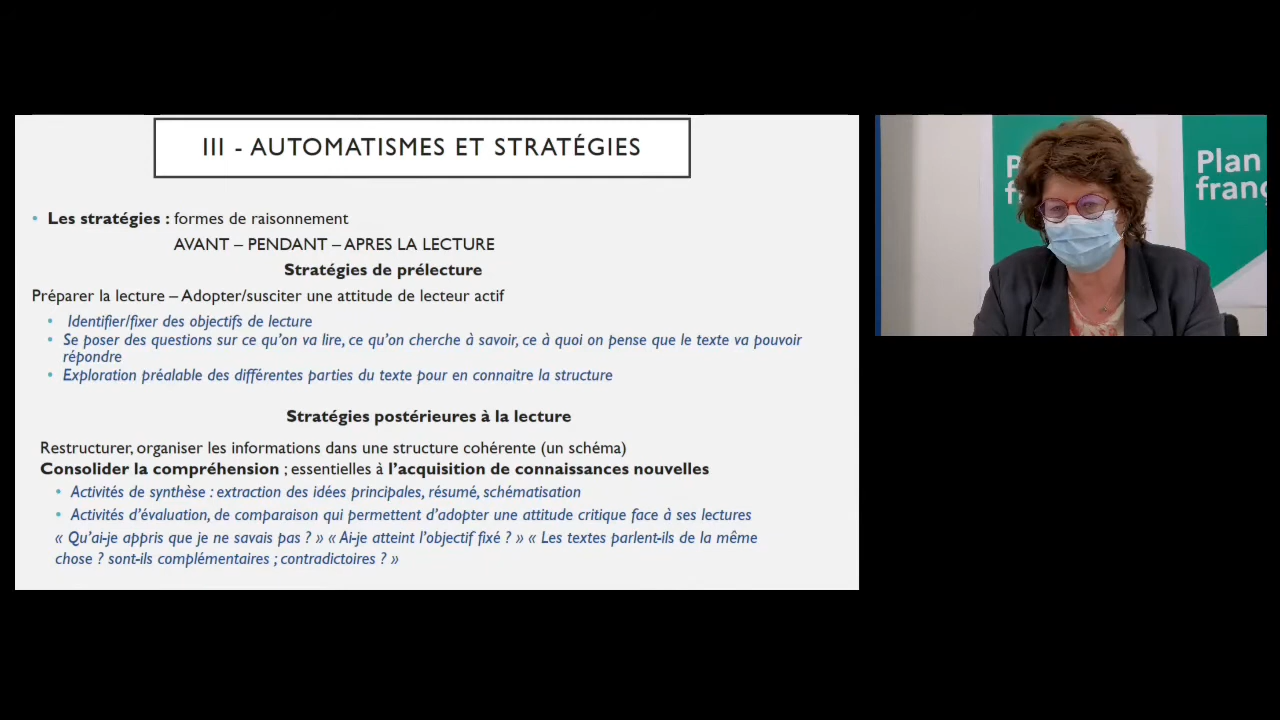 III - AUTOMATISMES ET STRATÉGIES
• Les stratégies : formes de raisonnement
AVANT – PENDANT – APRES LA LECTURE
Stratégies de prélecture
Préparer la lecture – Adopter/susciter une attitude de lecteur actif
• Identifier/fixer des objectifs de lecture
• Se poser des questions sur ce qu'on va lire, ce qu'on cherche à savoir, ce à quoi on pense que le texte va pouvoir
répondre
• Exploration préalable des différentes parties du texte pour en connaitre la structure
Stratégies postérieures à la lecture
Restructurer, organiser les informations dans une structure cohérente (un schéma)
Consolider la compréhension ; essentielles à l'acquisition de connaissances nouvelles
• Activités de synthèse : extraction des idées principales, résumé, schématisation
• Activités d'évaluation, de comparaison qui permettent d'adopter une attitude critique face à ses lectures
« Qu'ai-je appris que je ne savais pas ? » « Ai-je atteint l'objectif fixé ? » « Les textes parlent-ils de la même
chose ? sont-ils complémentaires ; contradictoires ? »
Plan
franç